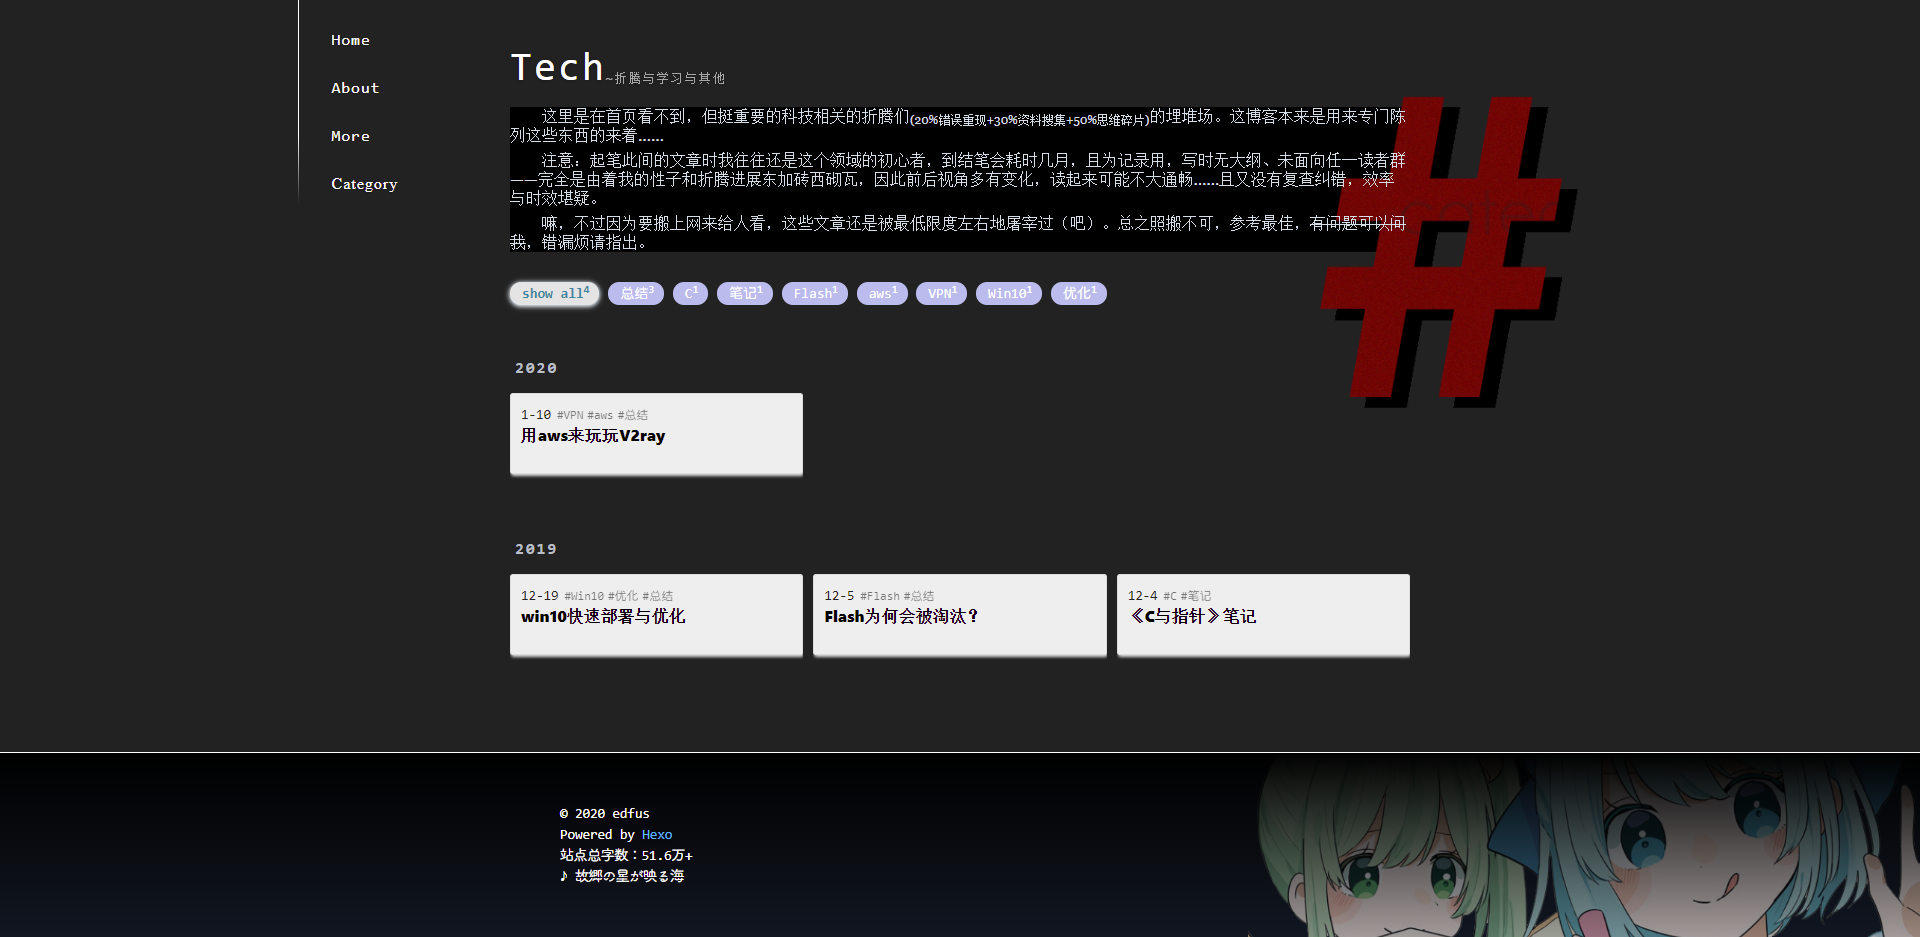 Home
About
More
Category
Tech~折腾与学习与其他
这里是在首页看不到，但挺重要的科技相关的折腾们(20%错误重现+30%资料搜集+50%思维碎片)的埋堆场。这博客本来是用来专门陈
列这些东西的来着……
注意：起笔此间的文章时我往往还是这个领域的初心者，到结笔会耗时几月，且为记录用，写时无大纲、未面向任一读者群
——完全是由着我的性子和折腾进展东加砖西砌瓦，因此前后视角多有变化，读起来可能不大通畅……且又没有复查纠错，效率
与时效堪疑。
嘛，不过因为要搬上网来给人看，这些文章还是被最低限度左右地屠宰过（吧）。总之照搬不可，参考最佳，有问题可以问
我，错漏烦请指出。
#
show all4 总结3 C1 笔记1 Flash1 aws1 VPN1 Win101 优化1
2020
1-10 #VPN #aws #总结
用aws来玩玩V2ray
2019
12-19 #Win10 #优化 #总结
win10快速部署与优化
12-5 #Flash #总结
Flash为何会被淘汰？
12-4 #C #笔记
《C与指针》笔记
© 2020 edfus
Powered by Hexo
站点总字数：51.6万+
♪ 故郷の星が映る海